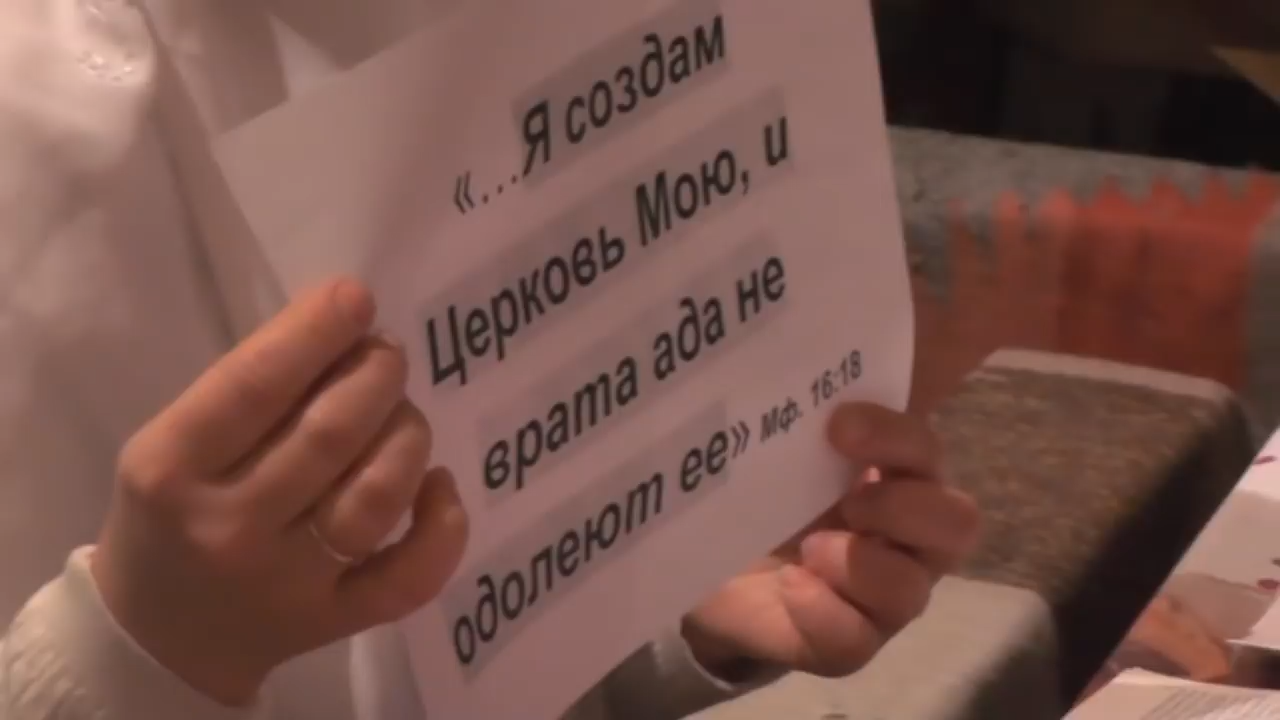 «...Я создам
Церковь Мою, и
врата ада не
одолеют ее» Мф. 16:18